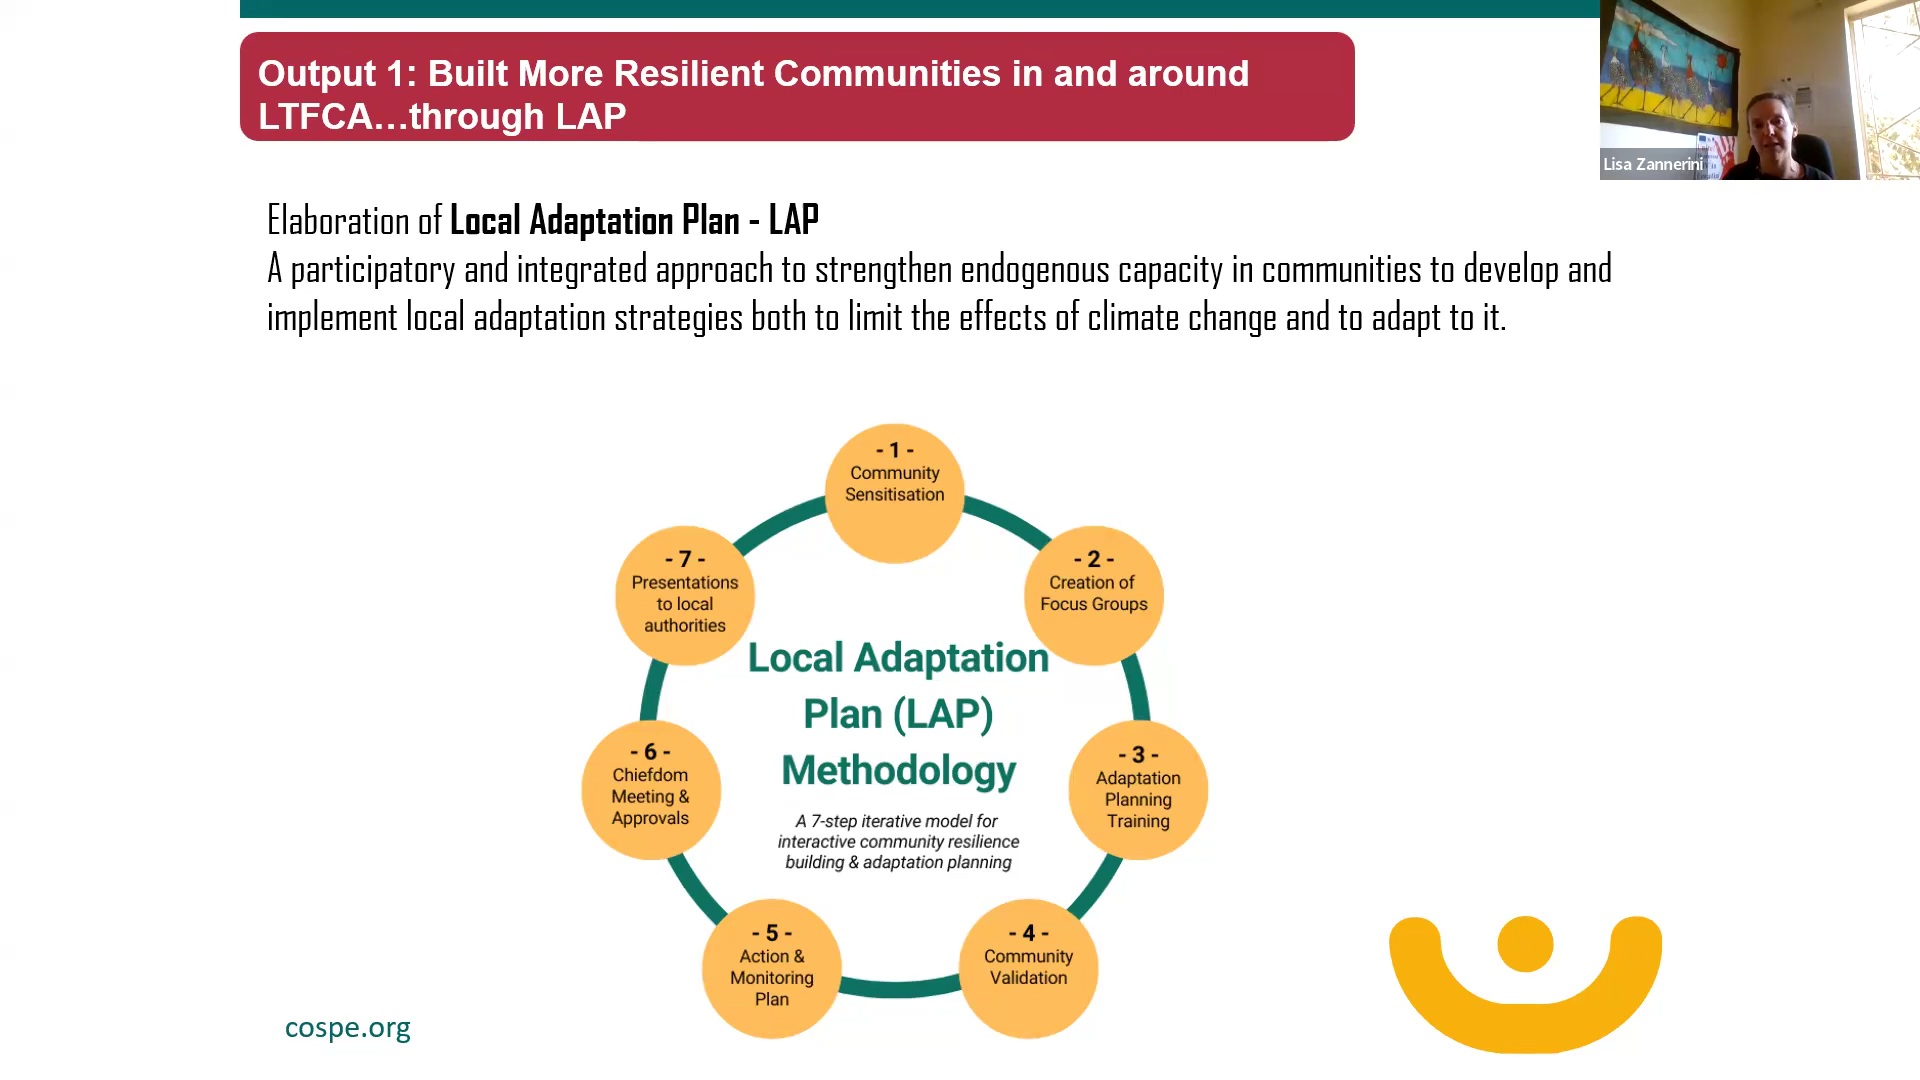 Output 1: Built More Resilient Communities in and around
LTFCA...through LAP
Lisa Zannerini
Elaboration of Local Adaptation Plan - LAP
A participatory and integrated approach to strengthen endogenous capacity in communities to develop and
implement local adaptation strategies both to limit the effects of climate change and to adapt to it.
- 1 -
Community
Sensitisation
- 2 -
Creation of
Focus Groups
- 3 -
Adaptation
Planning
Training
- 4 -
Community
Validation
- 5 -
Action &
Monitoring
Plan
- 6 -
Chiefdom
Meeting &
Approvals
- 7 -
Presentations
to local
authorities
Local Adaptation
Plan (LAP)
Methodology
A 7-step iterative model for
interactive community resilience
building & adaptation planning
cospe.org